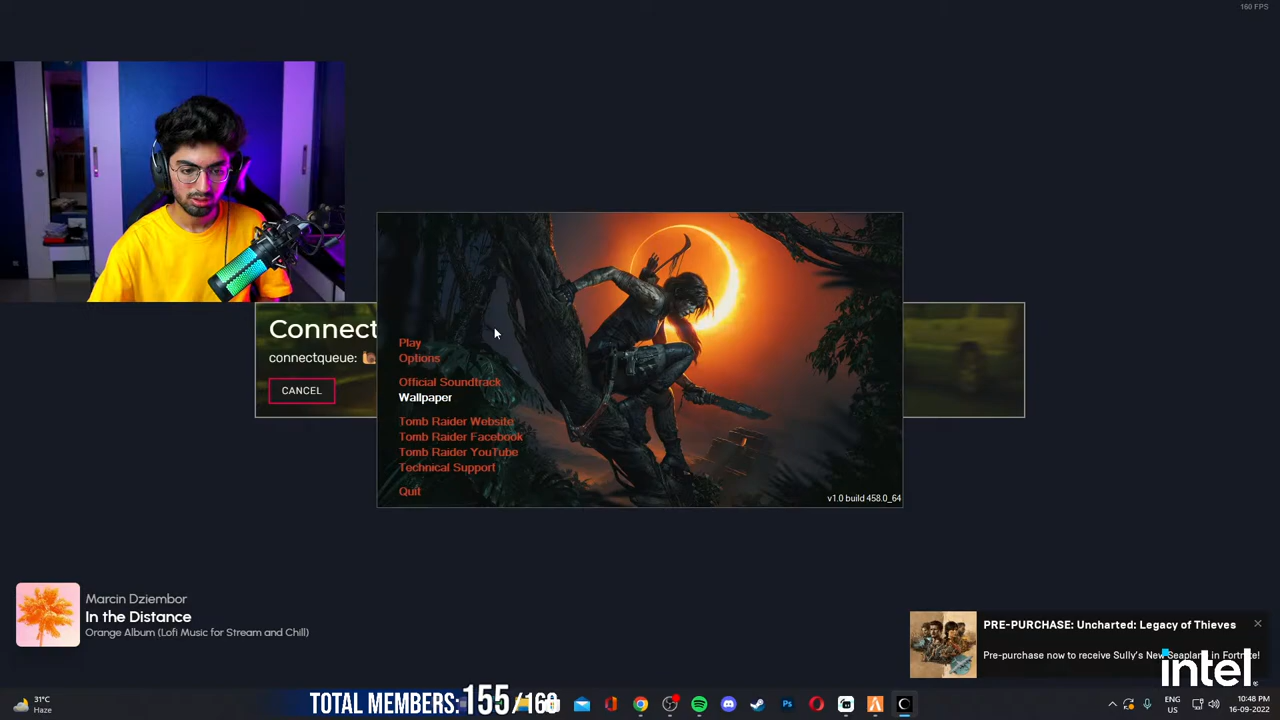 160 FPS
Connect
connectqueue:
CANCEL
Play
Options
Official Soundtrack
Wallpaper
Tomb Raider Website
Tomb Raider Facebook
Tomb Raider YouTube
Technical Support
Quit
v1.0 build 458.0_64
Marcin Dziembor
In the Distance
Orange Album (Lofi Music for Stream and Chill)
PRE-PURCHASE: Uncharted: Legacy of Thieves
Pre-purchase now to receive Sully's New Seaplane in Fortnite!
intel.
31°C
Haze
TOTAL MEMBERS: 155/160
ENG
US
10:48 PM
16-09-2022